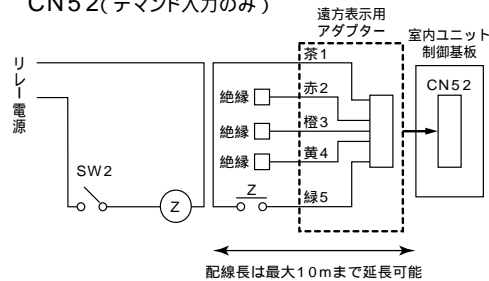 CN52(デマンド入力のみ)
遠方表示用
アダプター
室内ユニット
制御基板
リレー電源
茶1
CN52
絶縁
赤2
絶縁
橙3
絶縁
黄4
SW2
Z
Z
緑5
配線長は最大10mまで延長可能